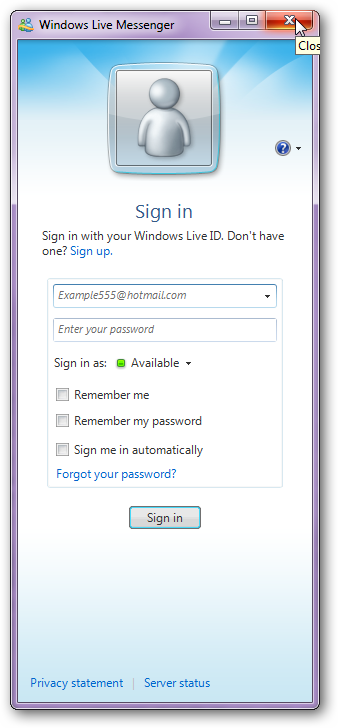 Windows Live Messenger
Clos
Sign in
Sign in with your Windows Live ID. Don't have
one? Sign up.
Example555@hotmail.com
Enter your password
Sign in as: Available
Remember me
Remember my password
Sign me in automatically
Forgot your password?
Sign in
Privacy statement | Server status